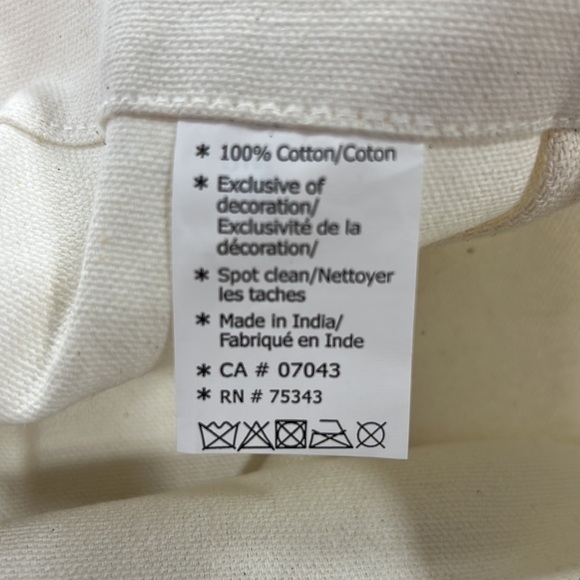 * 100% Cotton/Coton
* Exclusive of
decoration/
Exclusivité de la
décoration/
* Spot clean/Nettoyer
les taches
* Made in India/
Fabriqué en Inde
* CA # 07043
* RN # 75343